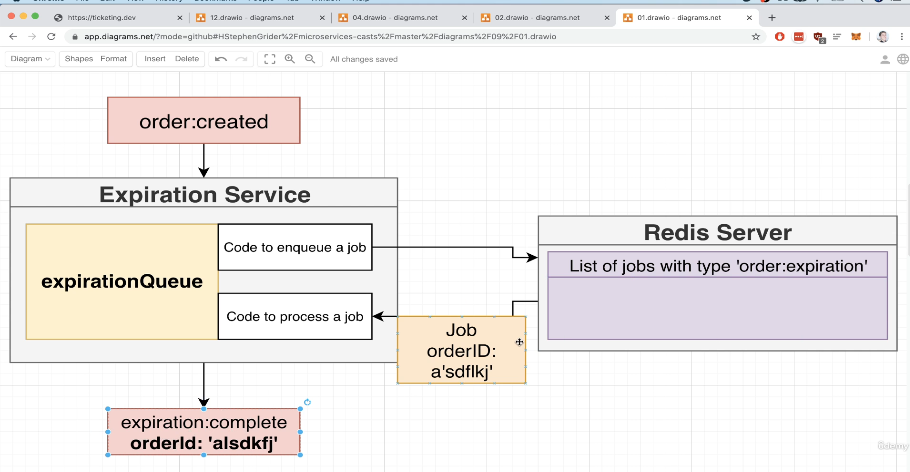 https://ticketing.dev
12.drawio - diagrams.net
04.drawio - diagrams.net
02.drawio - diagrams.net
01.drawio - diagrams.net
app.diagrams.net/?mode=github#HStephenGrider%2Fmicroservices-casts%2Fmaster%2Fdiagrams%2F09%2F01.drawio
Diagram
Shapes
Format
Insert
Delete
All changes saved
order:created
Expiration Service
expirationQueue
Code to enqueue a job
Code to process a job
Redis Server
List of jobs with type 'order:expiration'
Job
orderID:
a'sdflkj'
expiration:complete
orderId: 'alsdkfj'
Udemy